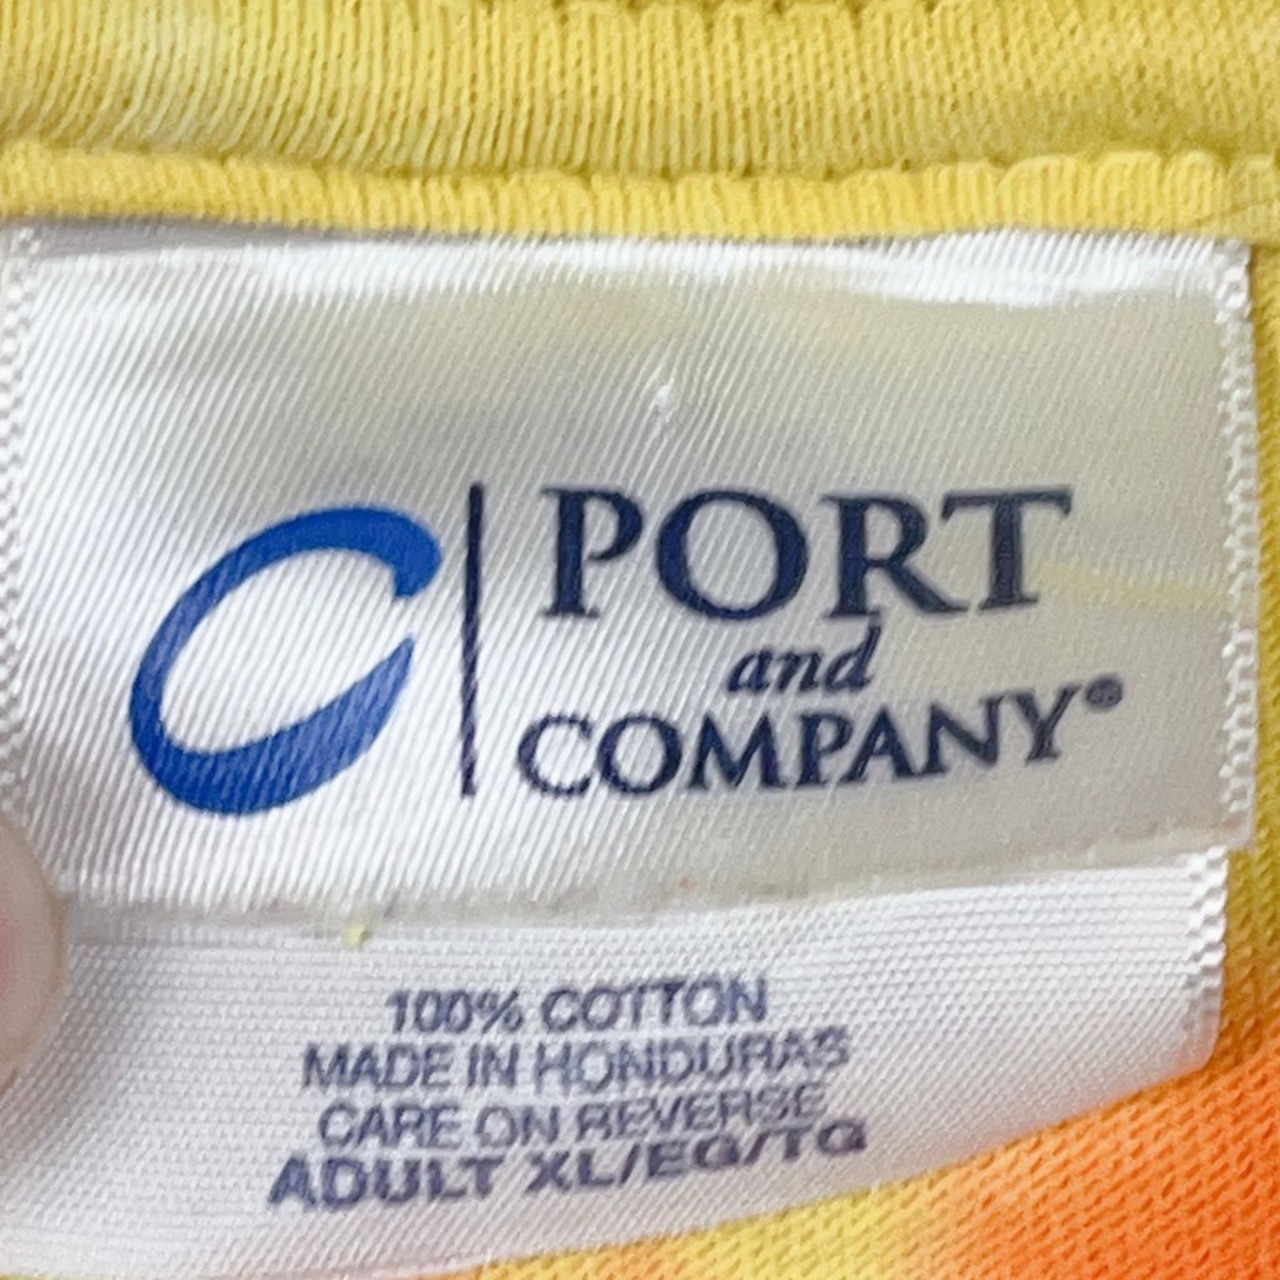 PORT
and
COMPANY®
100% COTTON
MADE IN HONDURAS
CARE ON REVERSE
ADULT XL/EG/TG